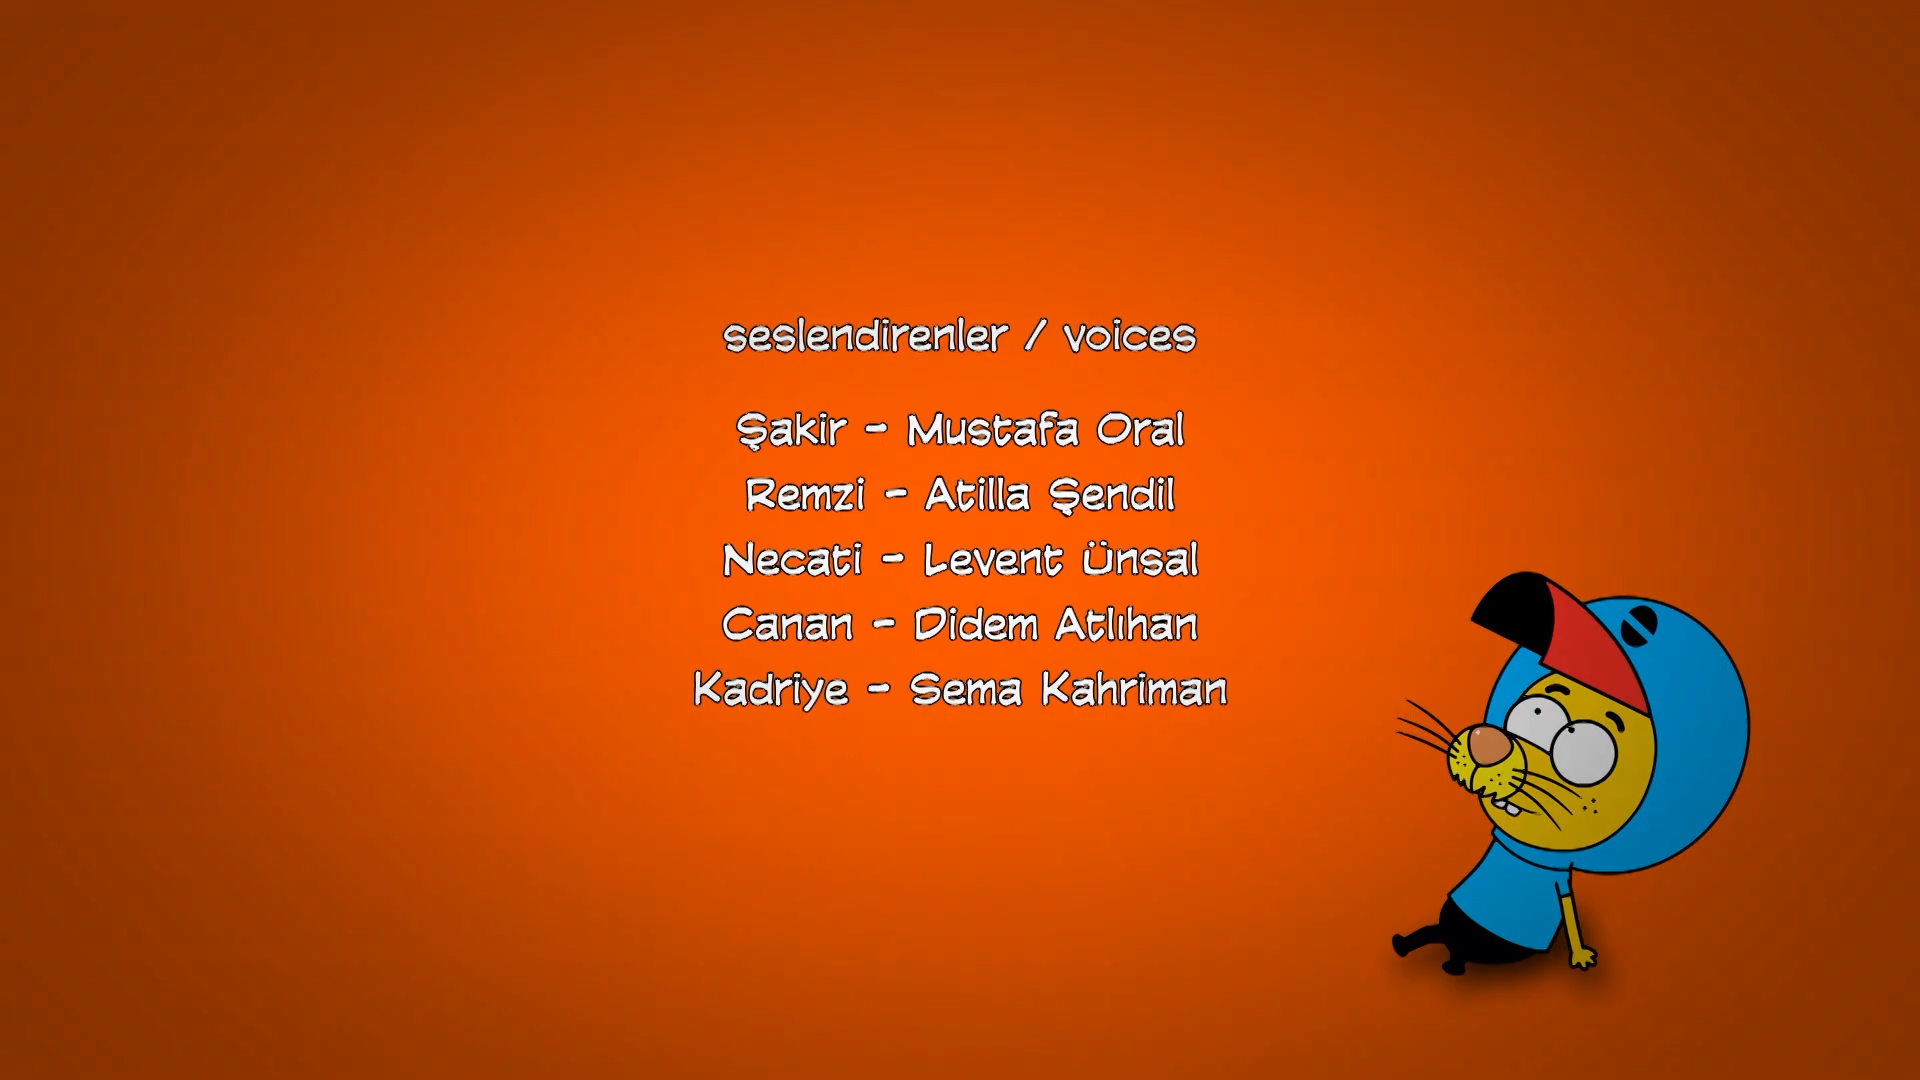 seslendirenler / voices
Şakir - Mustafa Oral
Remzi - Atilla Şendil
Necati - Levent Ünsal
Canan - Didem Atlıhan
Kadriye - Sema Kahriman